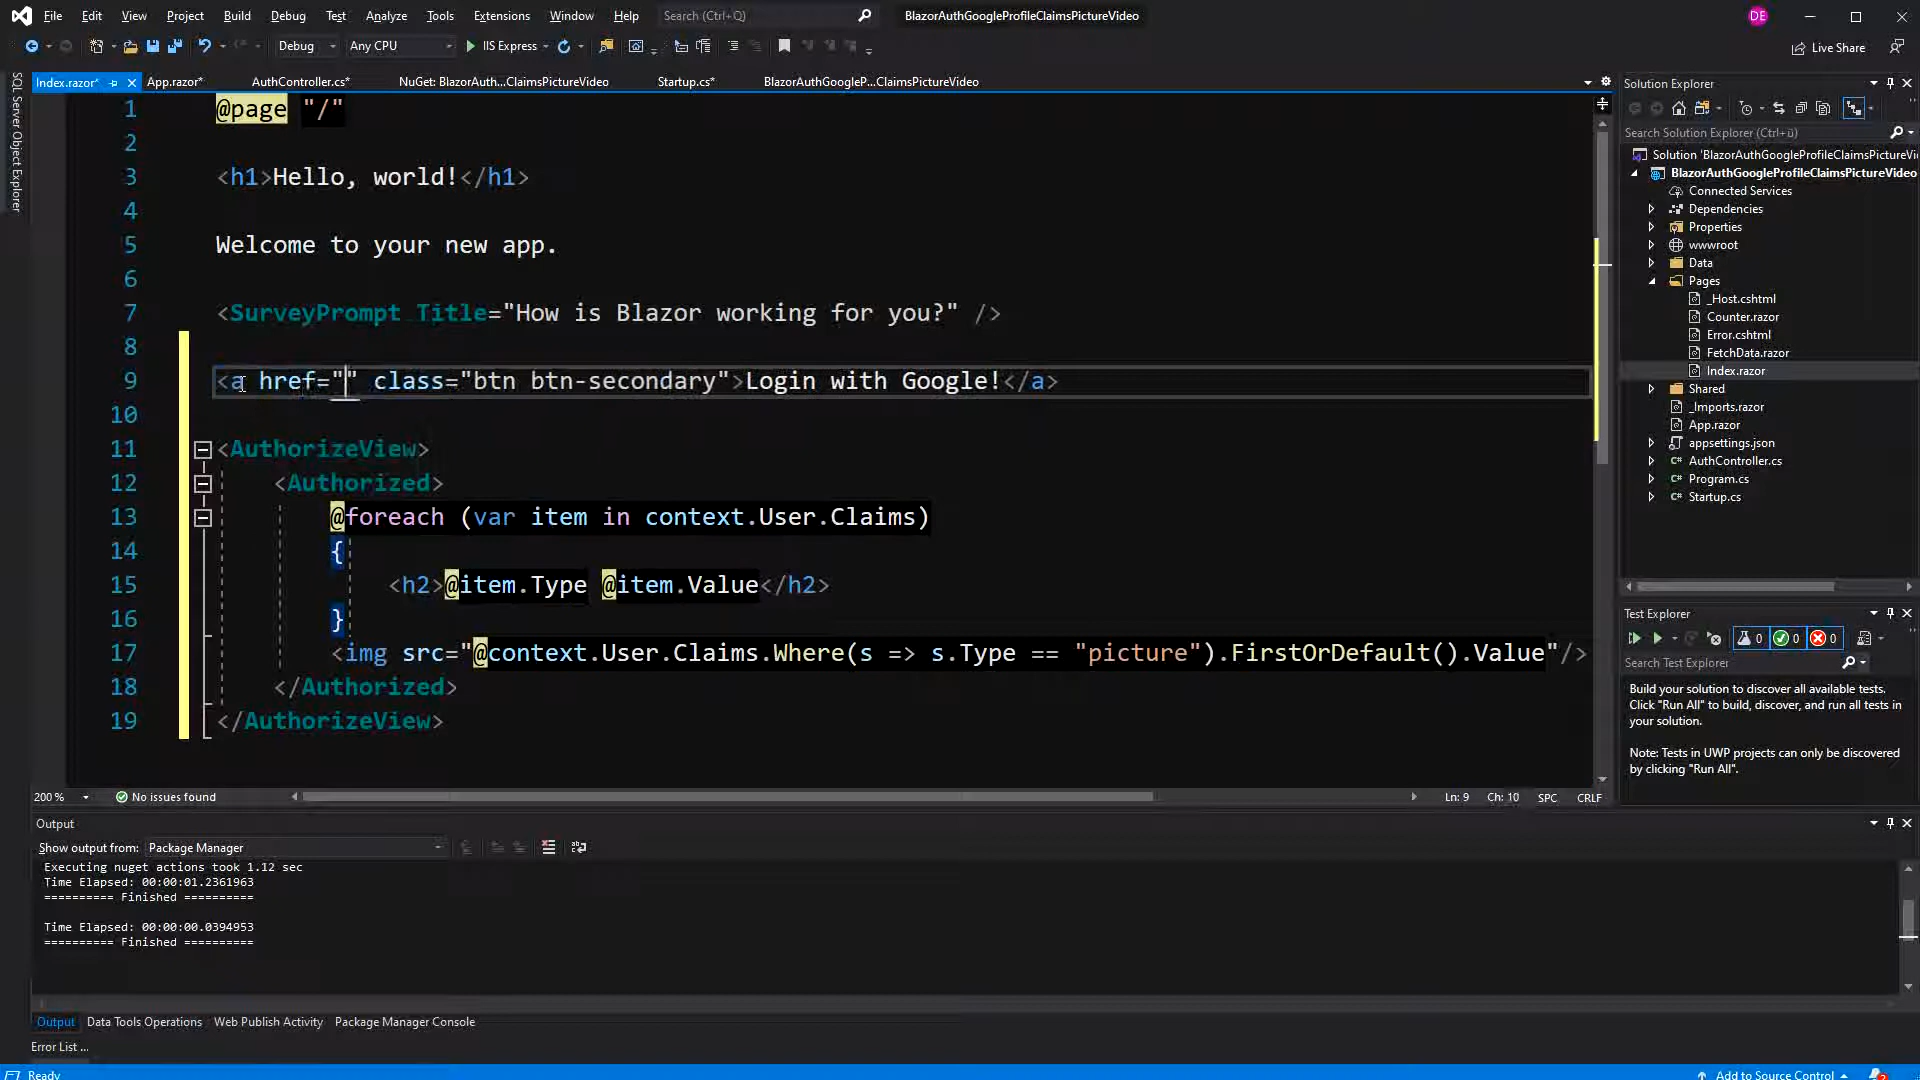 File Edit View Project Build Debug Test Analyze Tools Extensions Window Help Search (Ctrl+Q) BlazorAuthGoogleProfileClaimsPictureVideo DE
Debug Any CPU IIS Express Live Share
SQL Server Object Explorer
Index.razor* App.razor* AuthController.cs* NuGet: BlazorAuth...ClaimsPictureVideo Startup.cs* BlazorAuthGoogleP...ClaimsPictureVideo
1 @page "/"
2
3 <h1>Hello, world!</h1>
4
5 Welcome to your new app.
6
7 <SurveyPrompt Title="How is Blazor working for you?" />
8
9 <a href="" class="btn btn-secondary">Login with Google!</a>
10
11 <AuthorizeView>
12 <Authorized>
13 @foreach (var item in context.User.Claims)
14 {
15 <h2>@item.Type @item.Value</h2>
16 }
17 <img src="@context.User.Claims.Where(s => s.Type == "picture").FirstOrDefault().Value"/>
18 </Authorized>
19 </AuthorizeView>
200 % No issues found Ln: 9 Ch: 10 SPC CRLF
Solution Explorer
Search Solution Explorer (Ctrl+ü)
Solution 'BlazorAuthGoogleProfileClaimsPictureVi
BlazorAuthGoogleProfileClaimsPictureVideo
Connected Services
Dependencies
Properties
wwwroot
Data
Pages
_Host.cshtml
Counter.razor
Error.cshtml
FetchData.razor
Index.razor
Shared
_Imports.razor
App.razor
appsettings.json
C# AuthController.cs
C# Program.cs
C# Startup.cs
Test Explorer
0 0 0
Search Test Explorer
Build your solution to discover all available tests.
Click "Run All" to build, discover, and run all tests in
your solution.
Note: Tests in UWP projects can only be discovered
by clicking "Run All".
Output
Show output from: Package Manager
Executing nuget actions took 1.12 sec
Time Elapsed: 00:00:01.2361963
========== Finished ==========
Time Elapsed: 00:00:00.0394953
========== Finished ==========
Output Data Tools Operations Web Publish Activity Package Manager Console
Error List ...
Ready Add to Source Control